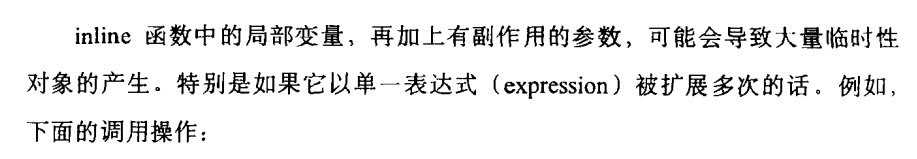 inline 函数中的局部变量，再加上有副作用的参数，可能会导致大量临时性
对象的产生。特别是如果它以单一表达式（expression）被扩展多次的话。例如，
下面的调用操作：